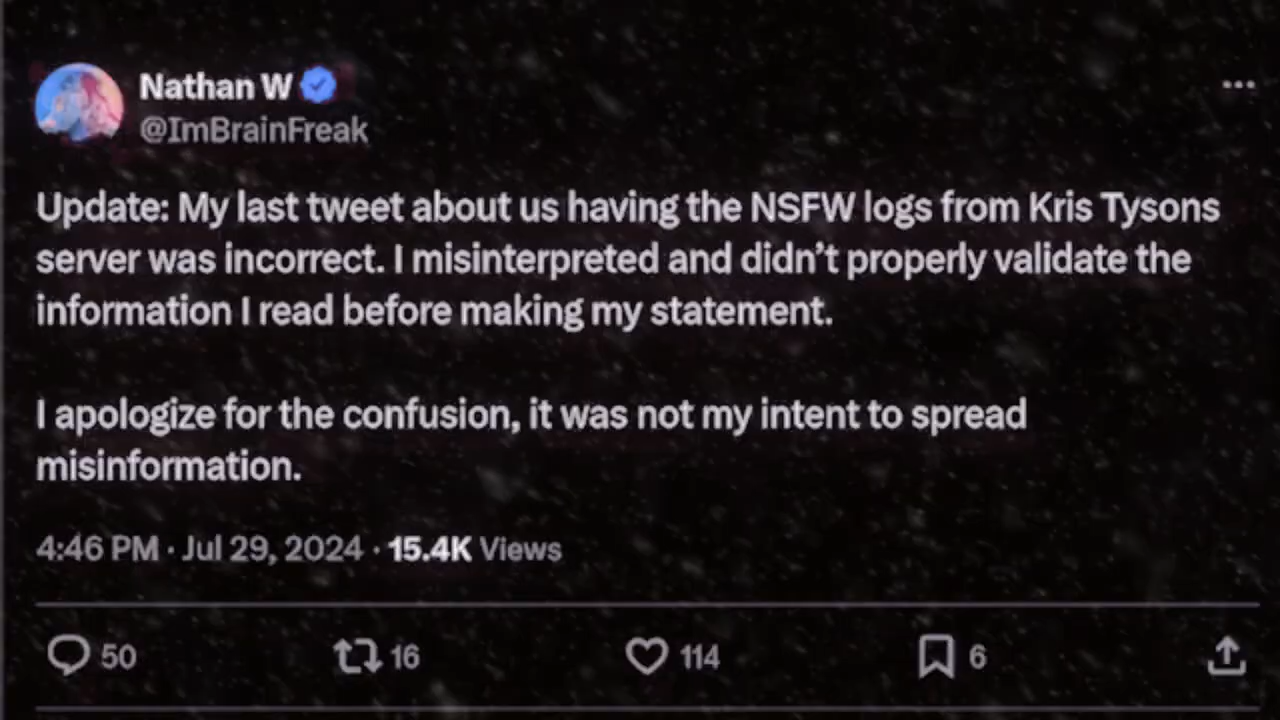 Nathan W
@ImBrainFreak
Update: My last tweet about us having the NSFW logs from Kris Tysons
server was incorrect. I misinterpreted and didn’t properly validate the
information I read before making my statement.
I apologize for the confusion, it was not my intent to spread
misinformation.
4:46 PM · Jul 29, 2024 · 15.4K Views
50 16 114 6